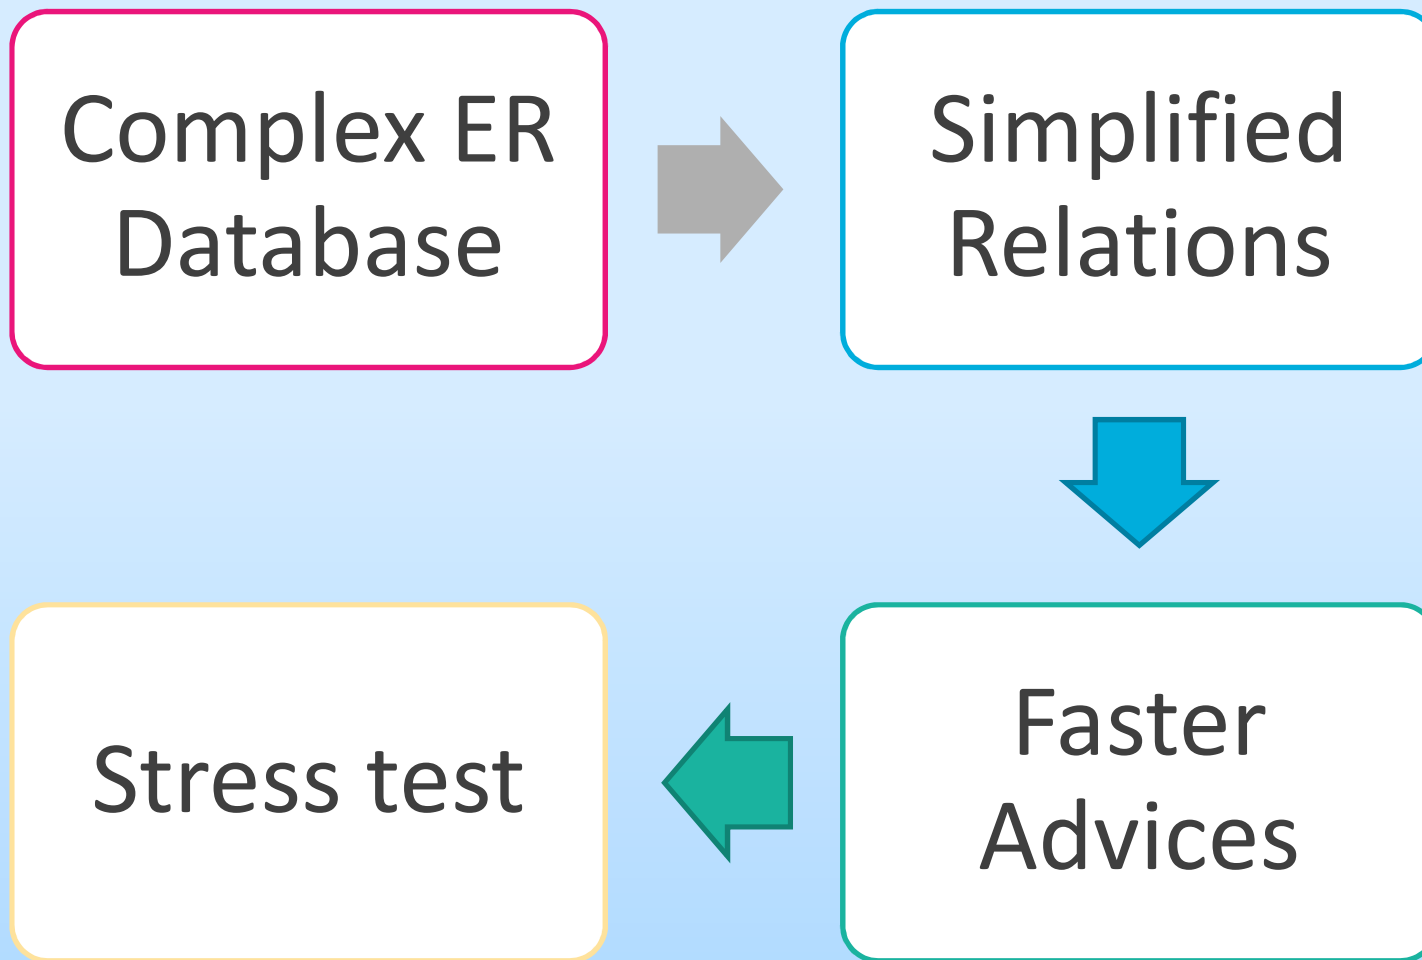 Complex ER
Database
Simplified
Relations
Faster
Advices
Stress test